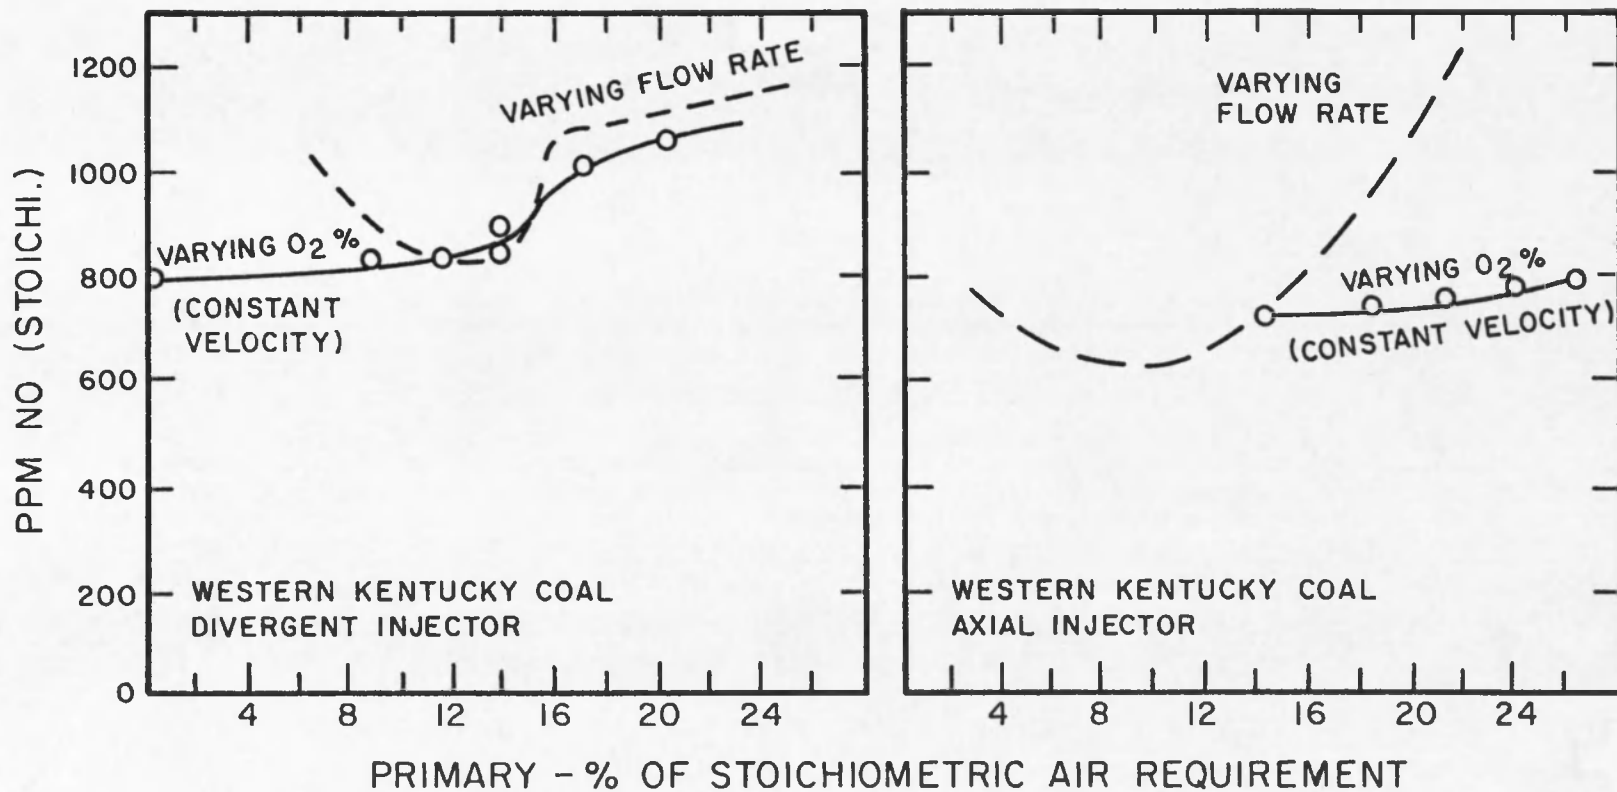 PPM NO (STOICHI.)
1200
1000
800
600
400
200
0
VARYING FLOW RATE
VARYING O2 %
(CONSTANT
VELOCITY)
WESTERN KENTUCKY COAL
DIVERGENT INJECTOR
4 8 12 16 20 24
VARYING
FLOW RATE
VARYING O2 %
(CONSTANT VELOCITY)
WESTERN KENTUCKY COAL
AXIAL INJECTOR
4 8 12 16 20 24
PRIMARY - % OF STOICHIOMETRIC AIR REQUIREMENT